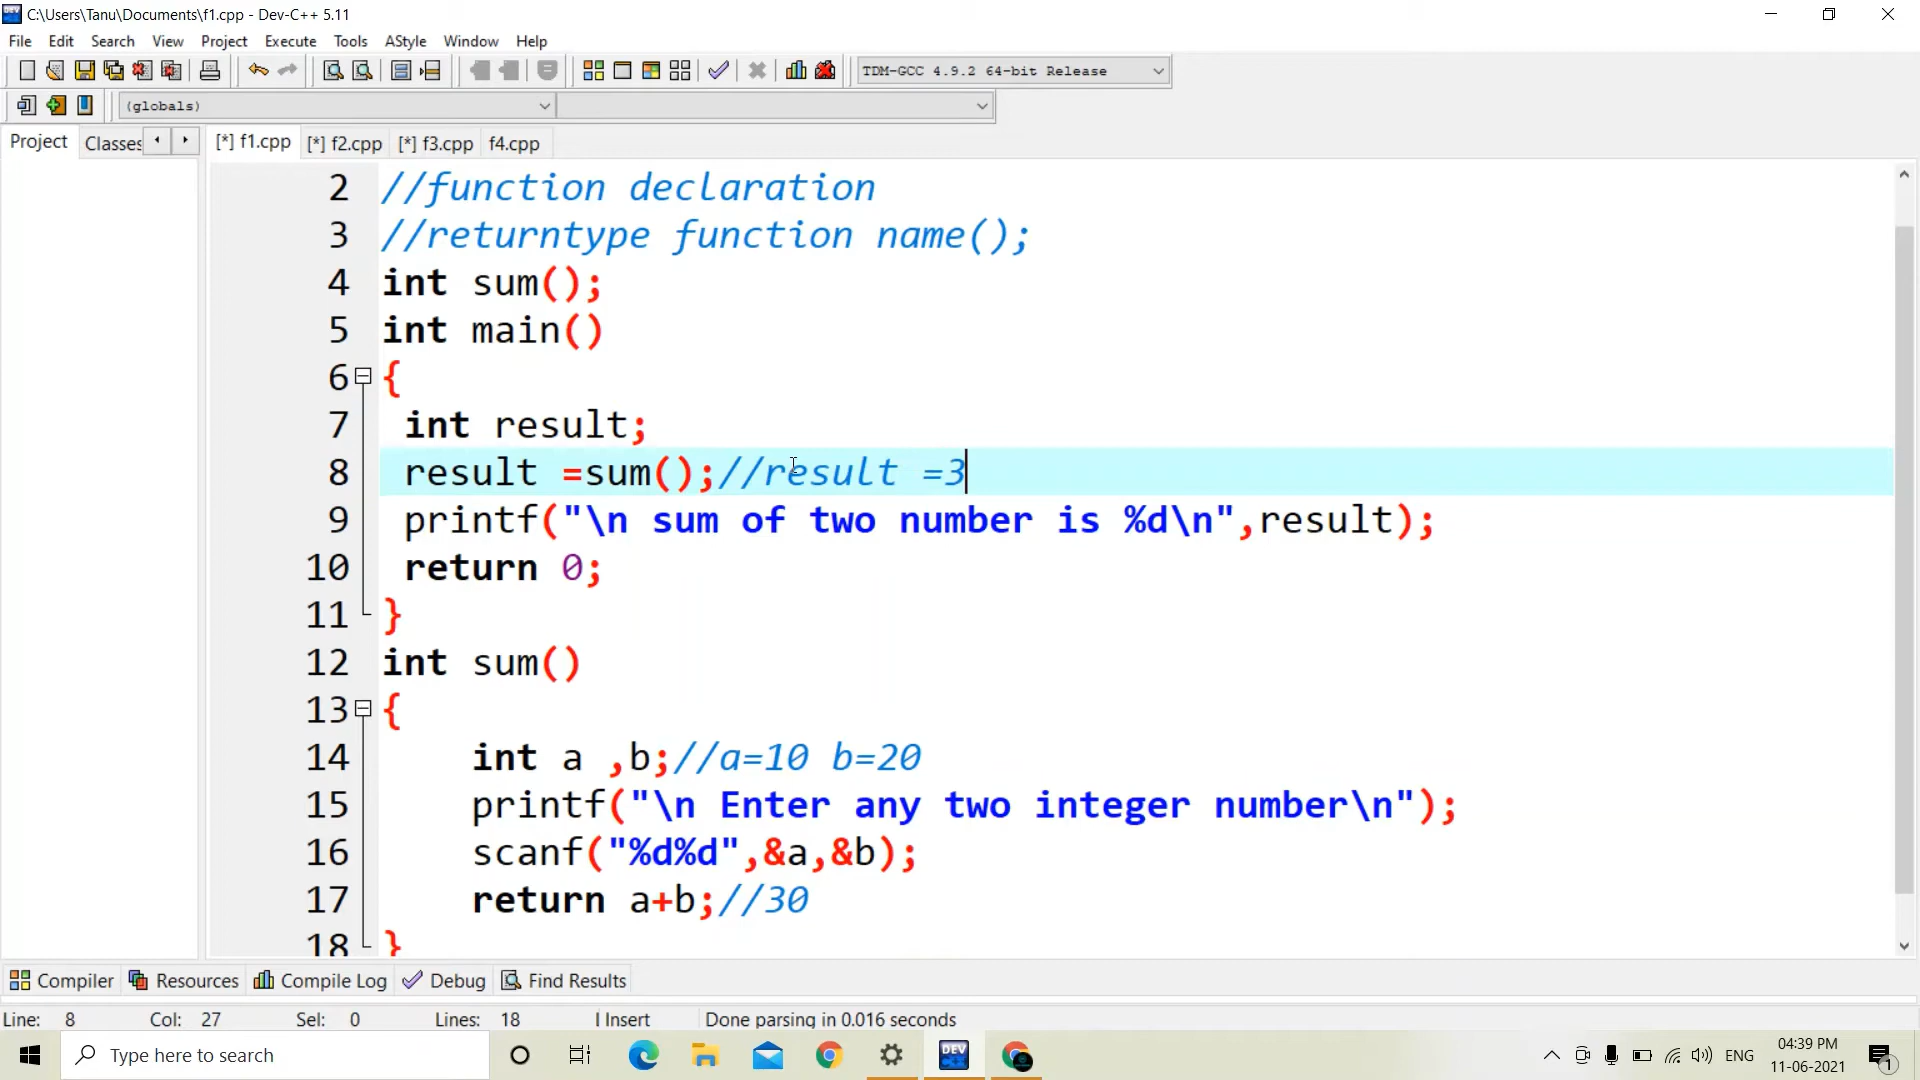 C:\Users\Tanu\Documents\f1.cpp - Dev-C++ 5.11
File Edit Search View Project Execute Tools AStyle Window Help
TDM-GCC 4.9.2 64-bit Release
(globals)
Project Classes [*] f1.cpp [*] f2.cpp [*] f3.cpp f4.cpp
2 //function declaration
3 //returntype function name();
4 int sum();
5 int main()
6 {
7 int result;
8 result =sum();//result =3
9 printf("\n sum of two number is %d\n",result);
10 return 0;
11 }
12 int sum()
13 {
14 int a ,b;//a=10 b=20
15 printf("\n Enter any two integer number\n");
16 scanf("%d%d",&a,&b);
17 return a+b;//30
18 }
Compiler Resources Compile Log Debug Find Results
Line: 8 Col: 27 Sel: 0 Lines: 18 Insert Done parsing in 0.016 seconds
Type here to search
DEV
ENG
04:39 PM
11-06-2021
1